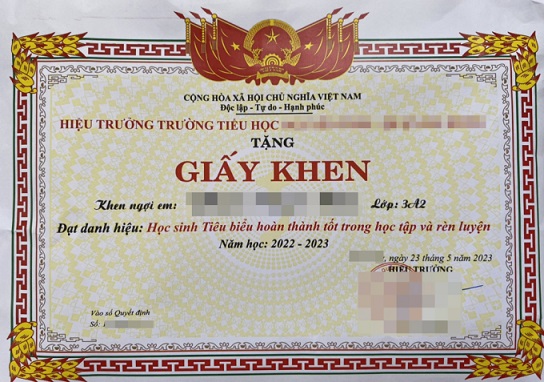 CỘNG HÒA XÃ HỘI CHỦ NGHĨA VIỆT NAM
Độc lập - Tự do - Hạnh phúc
HIỆU TRƯỞNG TRƯỜNG TIỂU HỌC
TẶNG
GIẤY KHEN
Khen ngợi em: Lớp: 3A2
Đạt danh hiệu: Học sinh Tiêu biểu hoàn thành tốt trong học tập và rèn luyện
Năm học: 2022 - 2023
, ngày 23 tháng 5 năm 2023
HIỆU TRƯỞNG
Vào sổ Quyết định
Số: 1